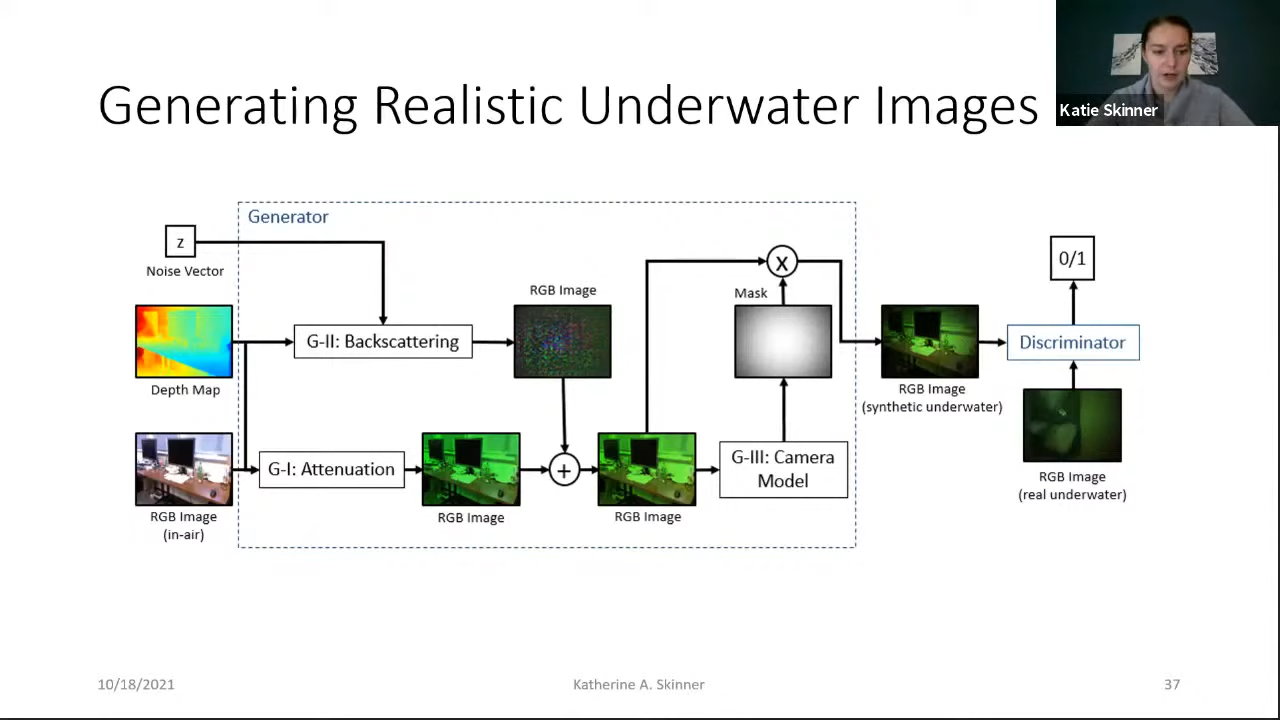 Generating Realistic Underwater Images
Katie Skinner
Generator
z
Noise Vector
Depth Map
RGB Image
(in-air)
G-II: Backscattering
RGB Image
G-I: Attenuation
RGB Image
+
RGB Image
X
Mask
G-III: Camera
Model
RGB Image
(synthetic underwater)
0/1
Discriminator
RGB Image
(real underwater)
10/18/2021
Katherine A. Skinner
37